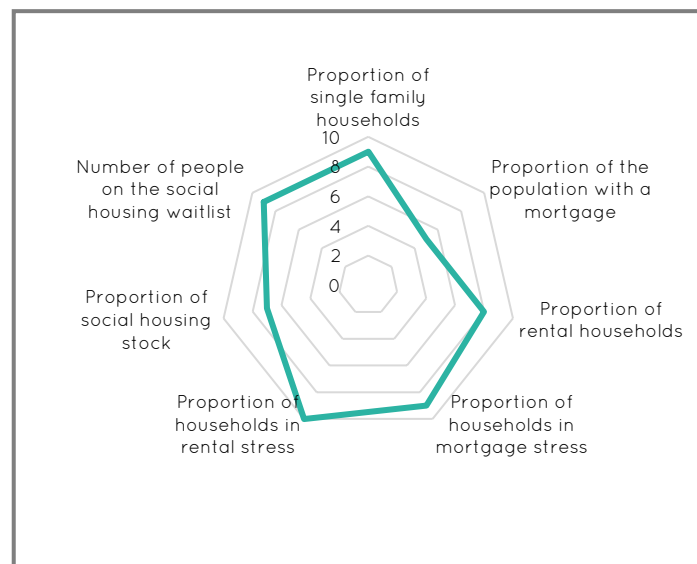 Proportion of
single family
households
Proportion of the
population with a
mortgage
Proportion of
rental households
Proportion of
households in
mortgage stress
Proportion of
households in
rental stress
Proportion of
social housing
stock
Number of people
on the social
housing waitlist
10
8
6
4
2
0